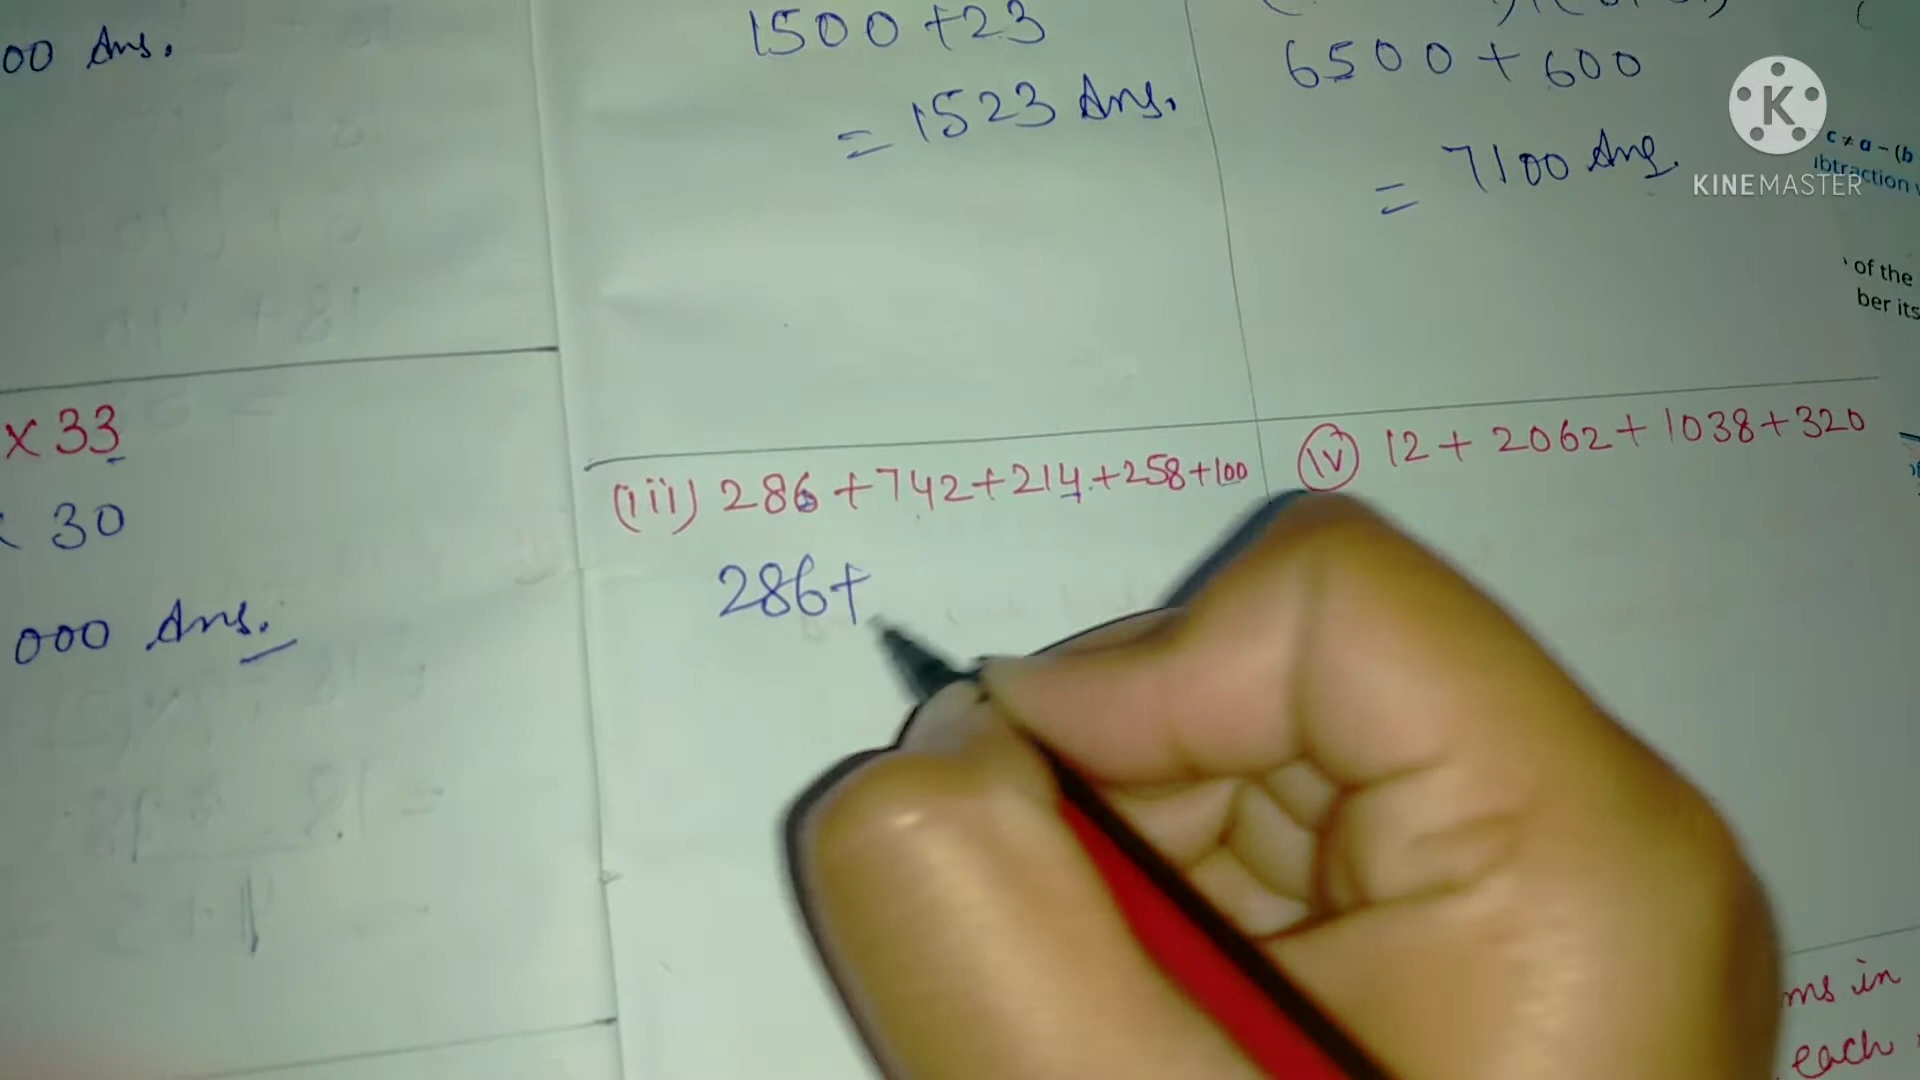 00 Ans.
1500 +23
= 1523 Ans.
6500 + 600
= 7100 Ans.
K
KINEMASTER
c ≠ a - (b
ibtraction
of the
ber its
x 33
30
000 Ans.
(iii) 286 + 742 + 214 + 258 + 100
286+
(iv) 12 + 2062 + 1038 + 320
ms in
each